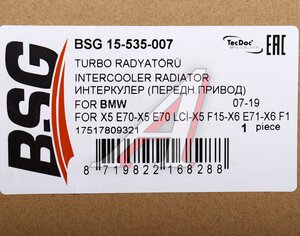 BSG
BSG 15-535-007
TecDoc
EAC
TURBO RADYATÖRÜ
INTERCOOLER RADIATOR
ИНТЕРКУЛЕР (ПЕРЕДН.ПРИВОД)
FOR BMW 07-19
FOR X5 E70-X5 E70 LCI-X5 F15-X6 E71-X6 F1
17517809321 1 piece
8 719822 168288